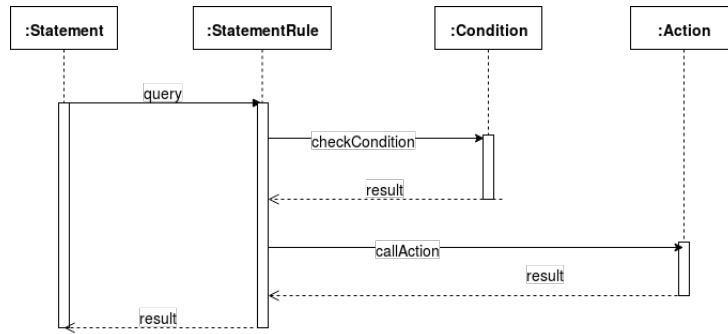 :Statement
:StatementRule
:Condition
:Action
query
checkCondition
result
callAction
result
result